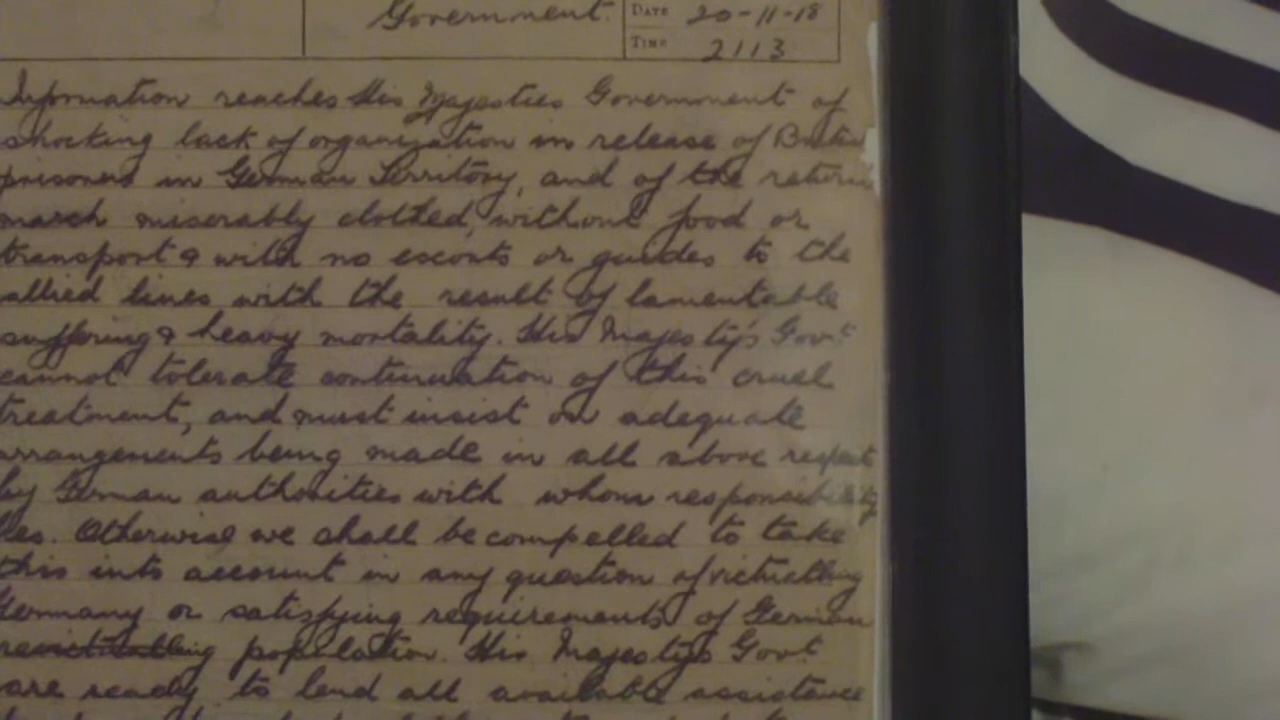 Government.
DATE 20-11-18
TIME 2113
Information reaches His Majesties Government of
shocking lack of organization in release of British
prisoners in German Territory, and of the return
march miserably clothed, without food or
transport & with no escorts or guides to the
allied lines with the result of lamentable
suffering & heavy mortality. His Majesty's Govt
cannot tolerate continuation of this cruel
treatment, and must insist on adequate
arrangements being made in all above respect
by German authorities with whom responsibility
lies. Otherwise we shall be compelled to take
this into account in any question of victualling
Germany or satisfying requirements of German
revictualling population. His Majesty's Govt
are ready to lend all available assistance